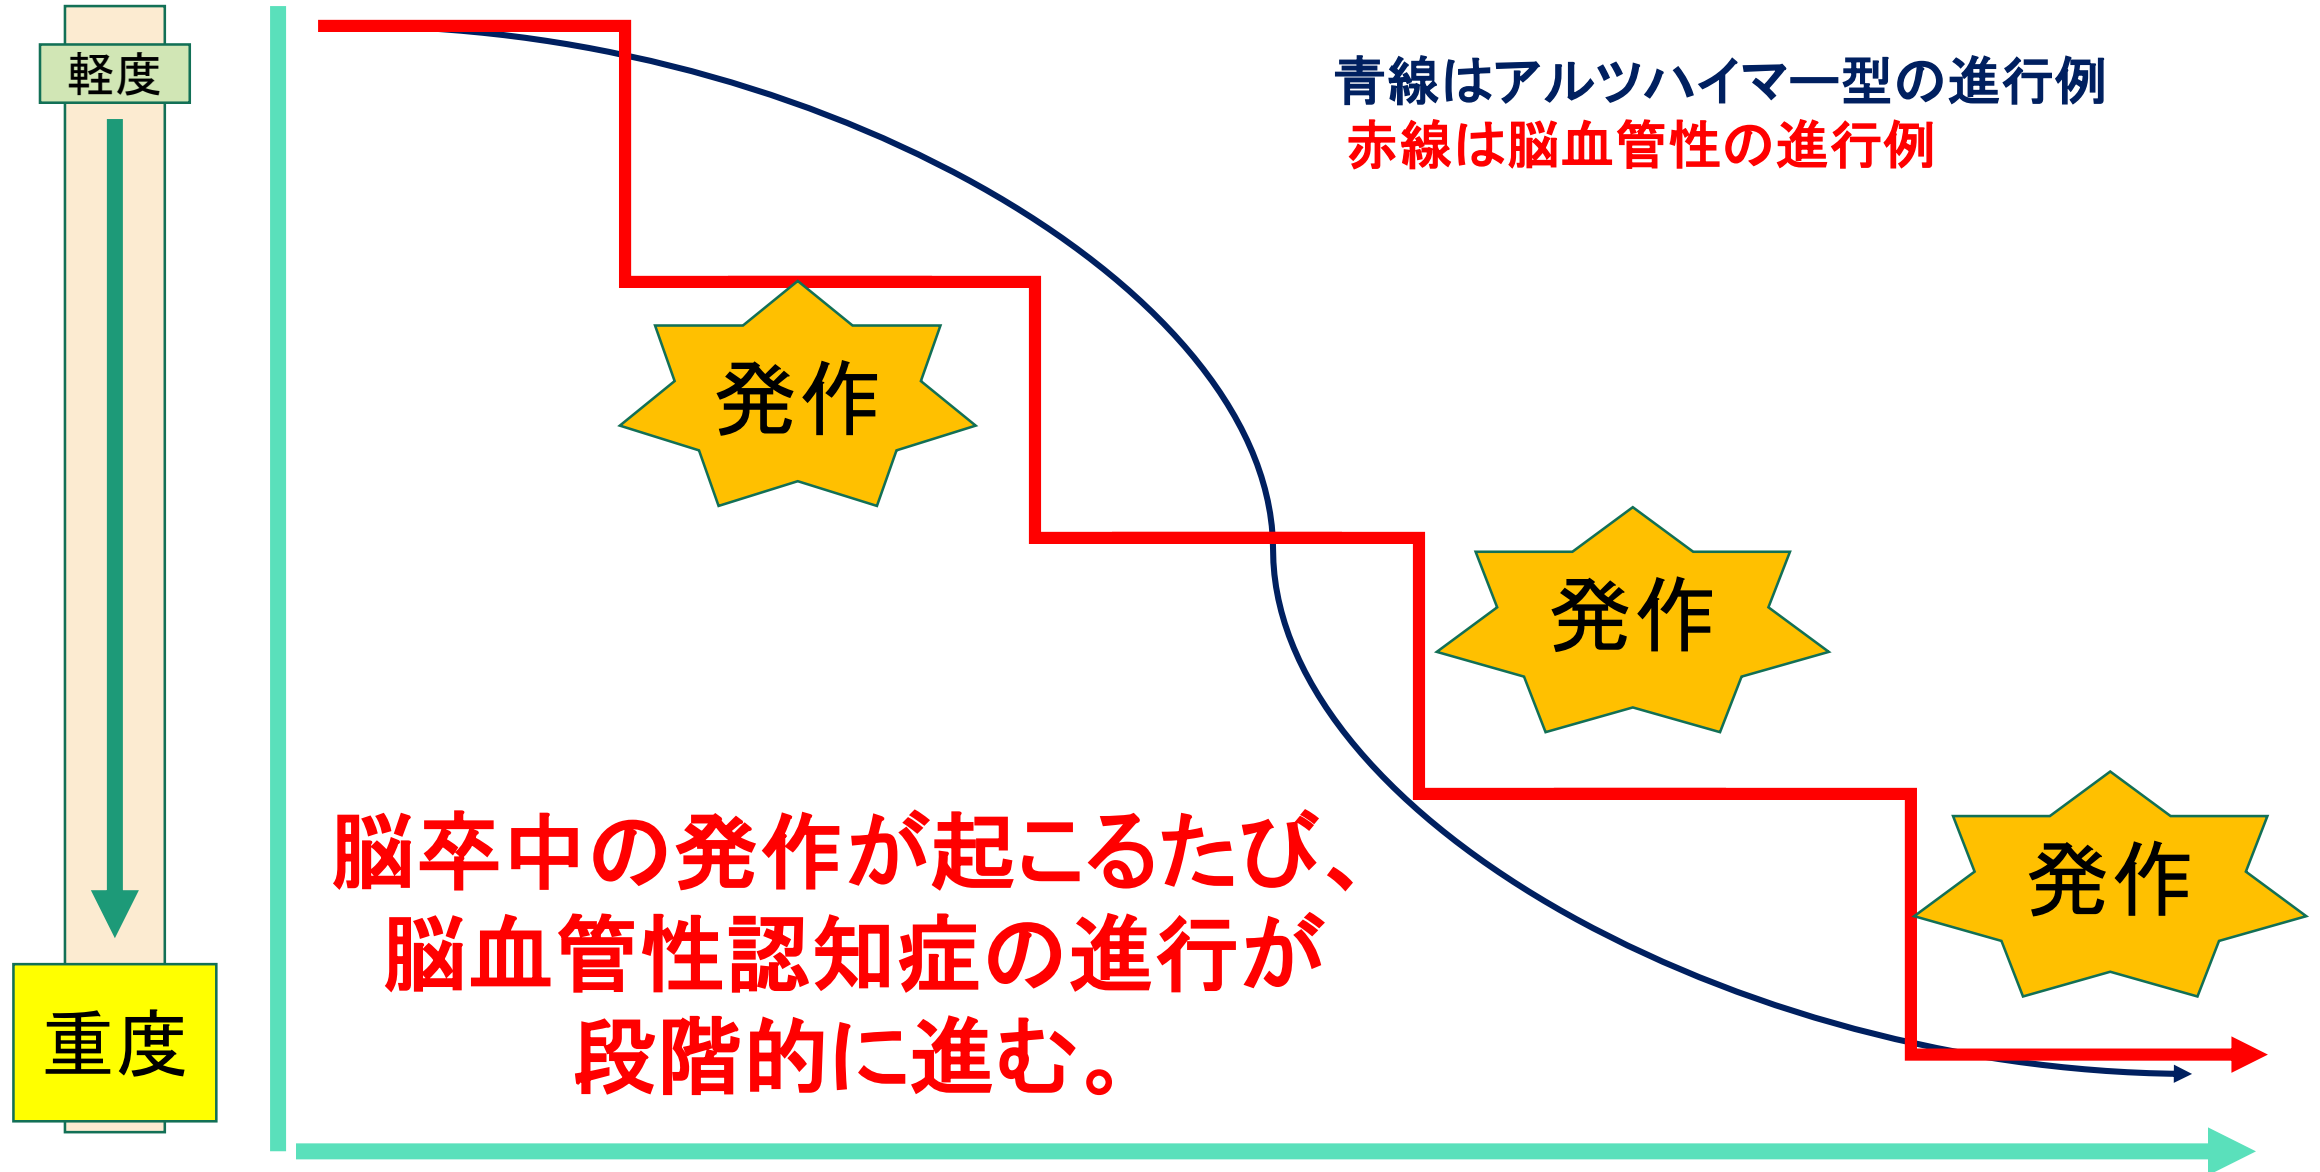 軽度
青線はアルツハイマー型の進行例
赤線は脳血管性の進行例
発作
発作
発作
脳卒中の発作が起こるたび、
脳血管性認知症の進行が
段階的に進む。
重度